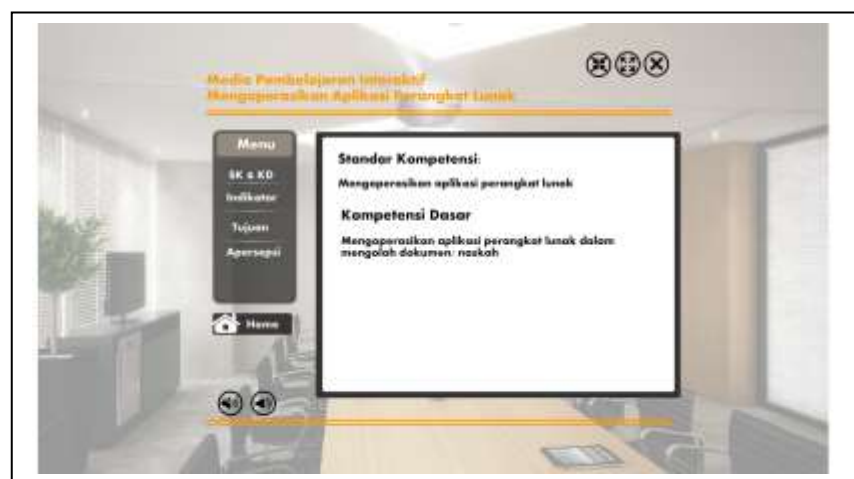 Media Pembelajaran Interaktif
Mengoperasikan Aplikasi Perangkat Lunak
Menu
SK & KD
Indikator
Tujuan
Apersepsi
Home
Standar Kompetensi:
Mengoperasikan aplikasi perangkat lunak
Kompetensi Dasar
Mengoperasikan aplikasi perangkat lunak dalam
mengolah dokumen/ naskah